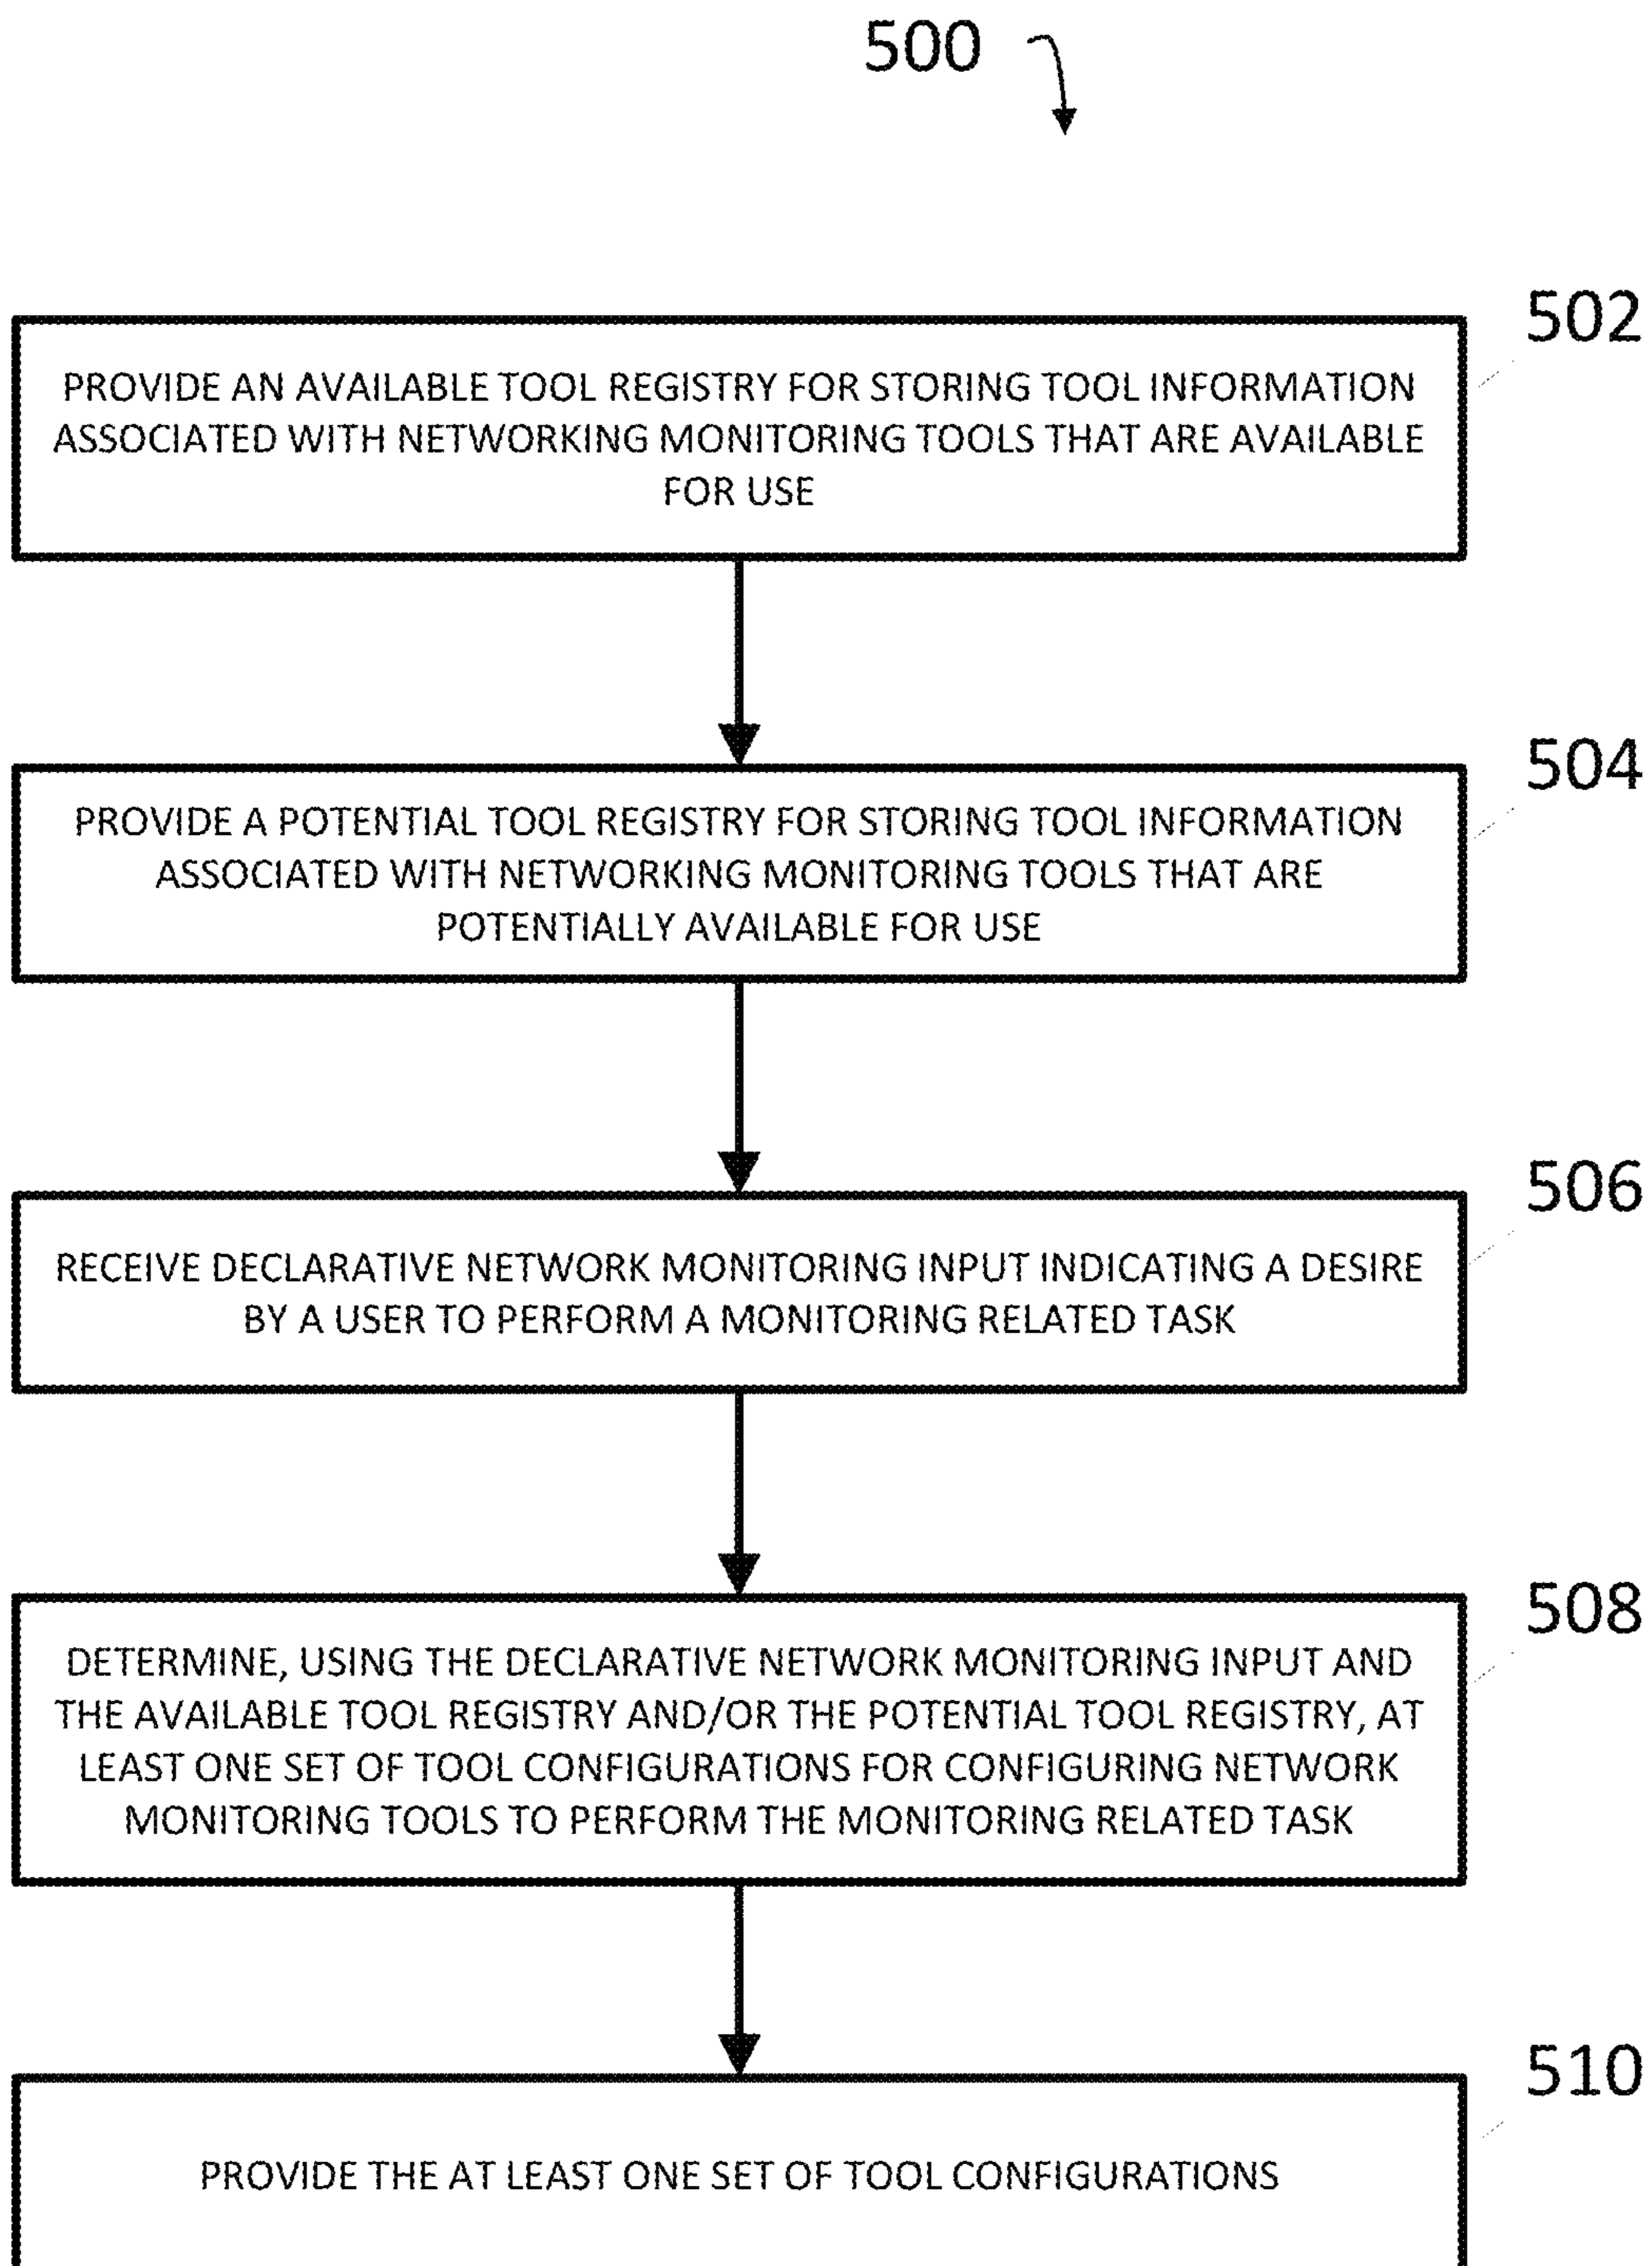 500
502
PROVIDE AN AVAILABLE TOOL REGISTRY FOR STORING TOOL INFORMATION
ASSOCIATED WITH NETWORKING MONITORING TOOLS THAT ARE AVAILABLE
FOR USE
504
PROVIDE A POTENTIAL TOOL REGISTRY FOR STORING TOOL INFORMATION
ASSOCIATED WITH NETWORKING MONITORING TOOLS THAT ARE
POTENTIALLY AVAILABLE FOR USE
506
RECEIVE DECLARATIVE NETWORK MONITORING INPUT INDICATING A DESIRE
BY A USER TO PERFORM A MONITORING RELATED TASK
508
DETERMINE, USING THE DECLARATIVE NETWORK MONITORING INPUT AND
THE AVAILABLE TOOL REGISTRY AND/OR THE POTENTIAL TOOL REGISTRY, AT
LEAST ONE SET OF TOOL CONFIGURATIONS FOR CONFIGURING NETWORK
MONITORING TOOLS TO PERFORM THE MONITORING RELATED TASK
510
PROVIDE THE AT LEAST ONE SET OF TOOL CONFIGURATIONS